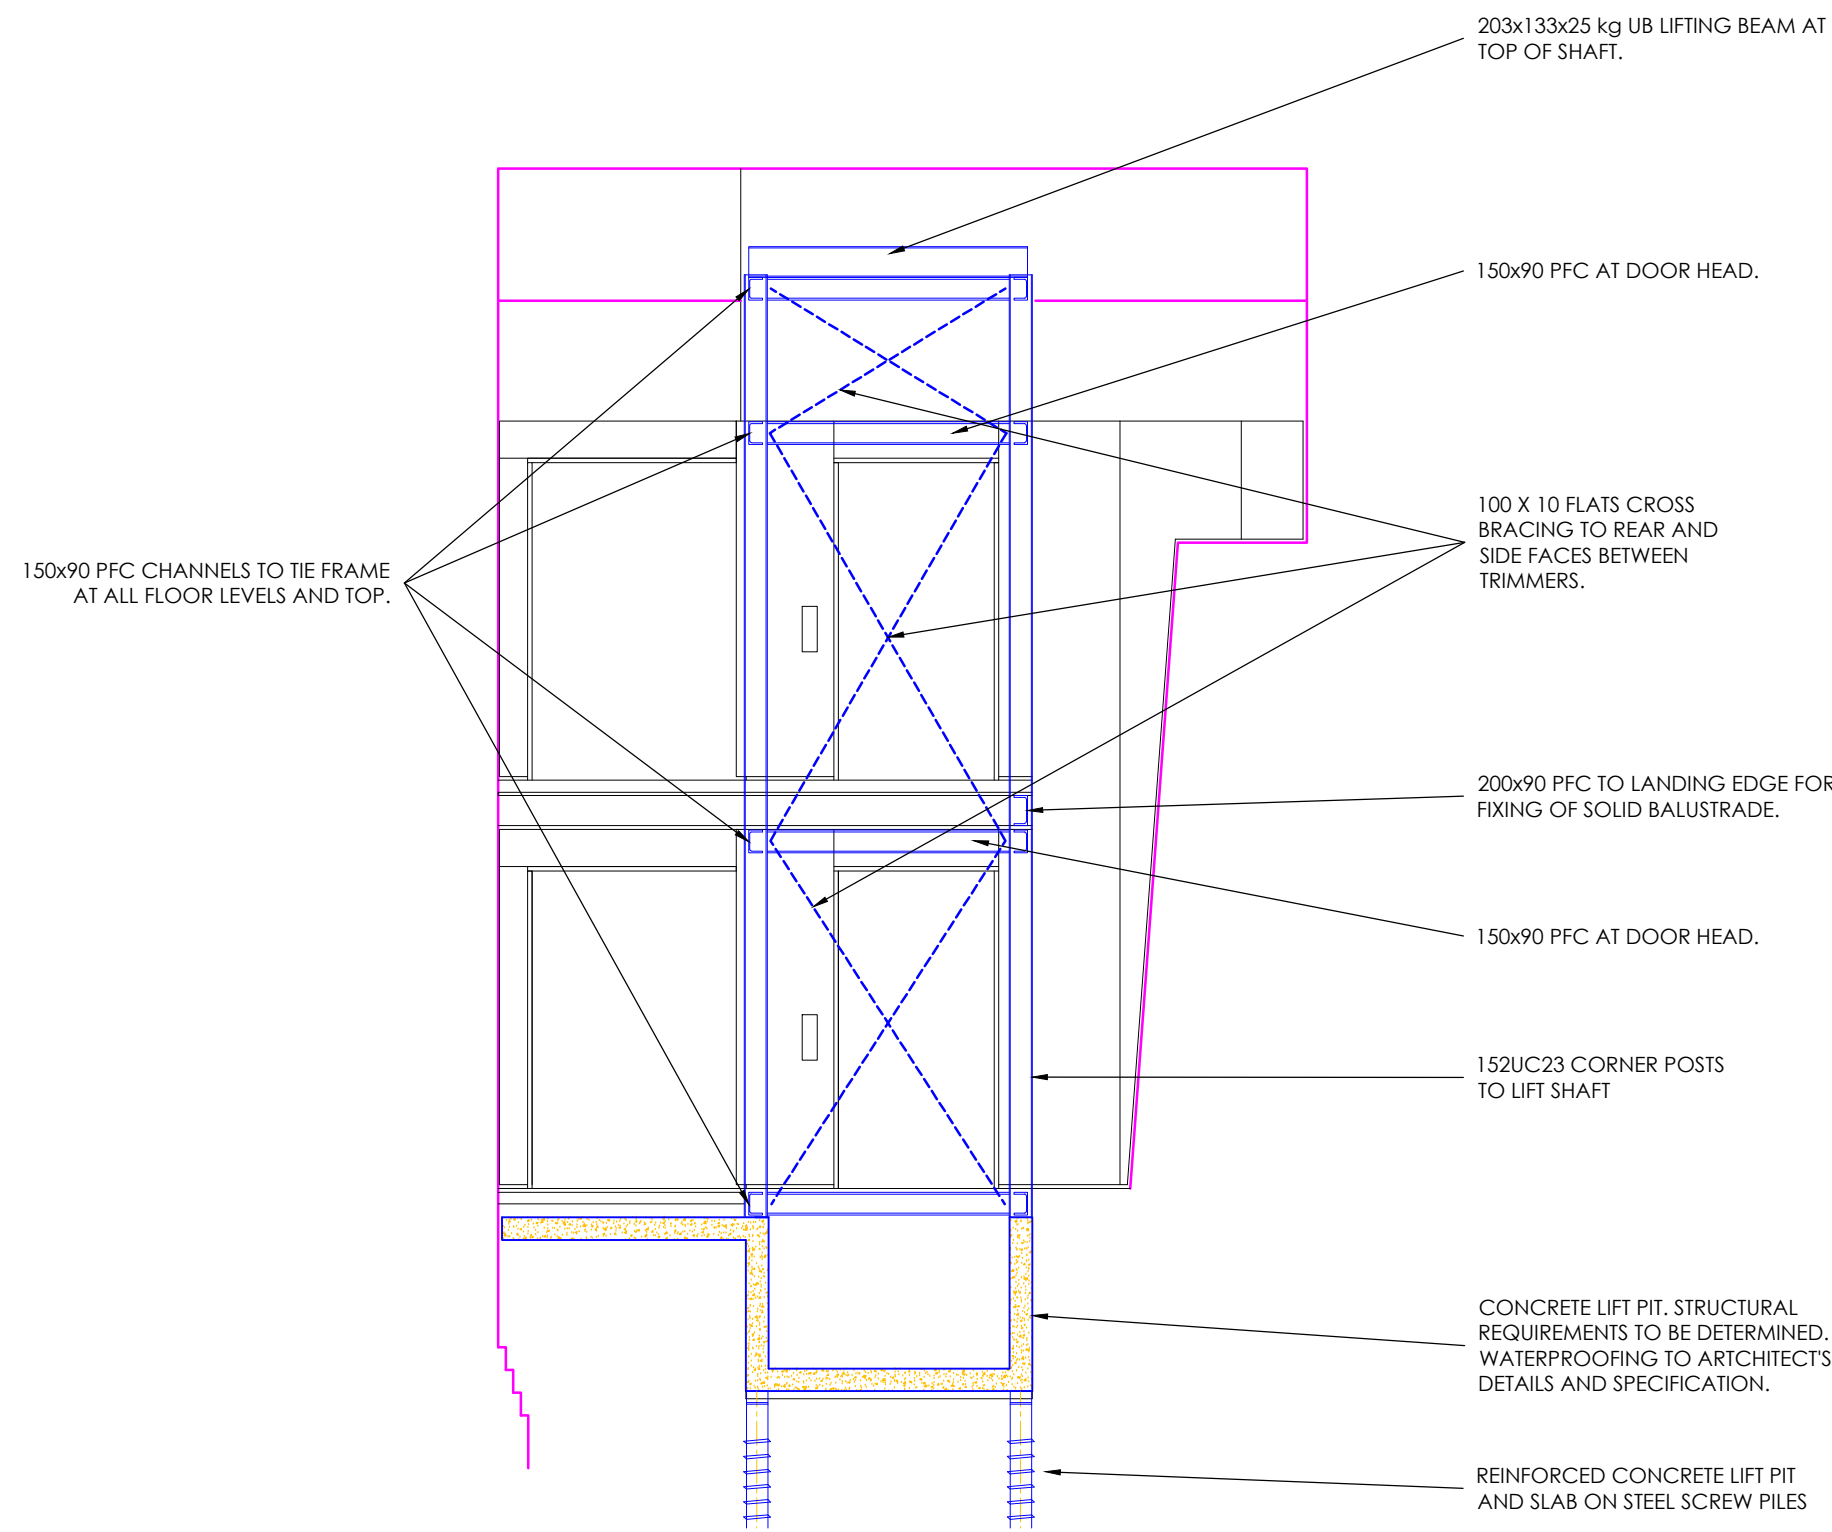 203x133x25 kg UB LIFTING BEAM AT
TOP OF SHAFT.
150x90 PFC AT DOOR HEAD.
100 X 10 FLATS CROSS
BRACING TO REAR AND
SIDE FACES BETWEEN
TRIMMERS.
150x90 PFC CHANNELS TO TIE FRAME
AT ALL FLOOR LEVELS AND TOP.
200x90 PFC TO LANDING EDGE FOR
FIXING OF SOLID BALUSTRADE.
150x90 PFC AT DOOR HEAD.
152UC23 CORNER POSTS
TO LIFT SHAFT
CONCRETE LIFT PIT. STRUCTURAL
REQUIREMENTS TO BE DETERMINED.
WATERPROOFING TO ARTCHITECT'S
DETAILS AND SPECIFICATION.
REINFORCED CONCRETE LIFT PIT
AND SLAB ON STEEL SCREW PILES